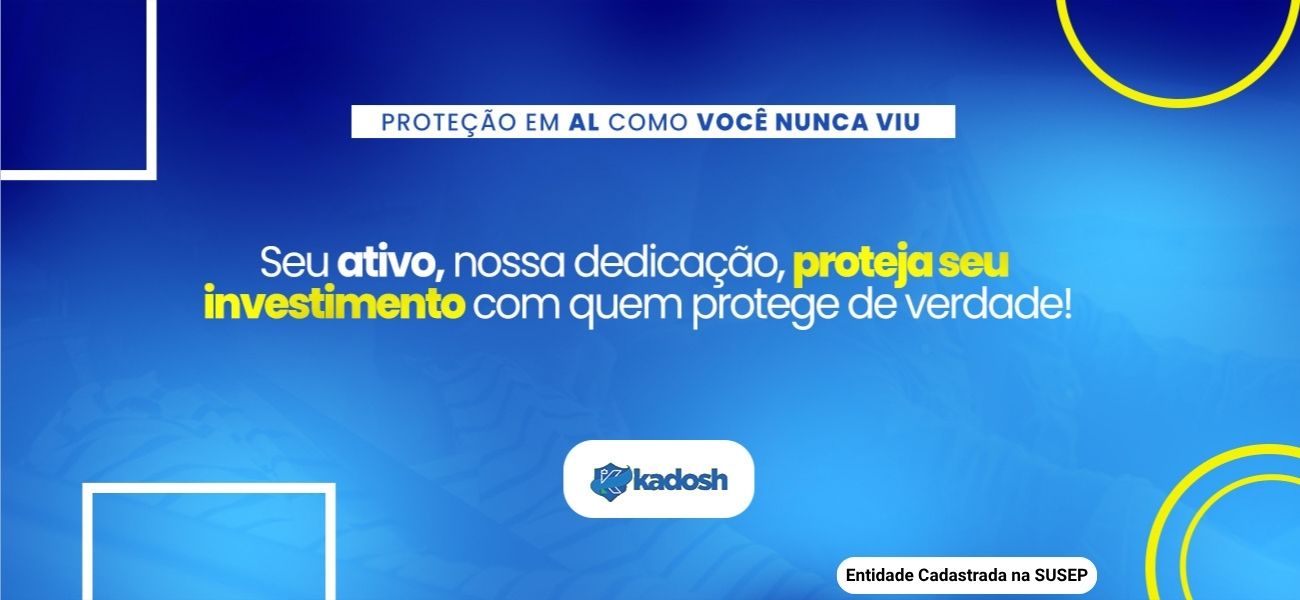 PROTEÇÃO EM AL COMO VOCÊ NUNCA VIU
Seu ativo, nossa dedicação, proteja seu
investimento com quem protege de verdade!
kadosh
Entidade Cadastrada na SUSEP